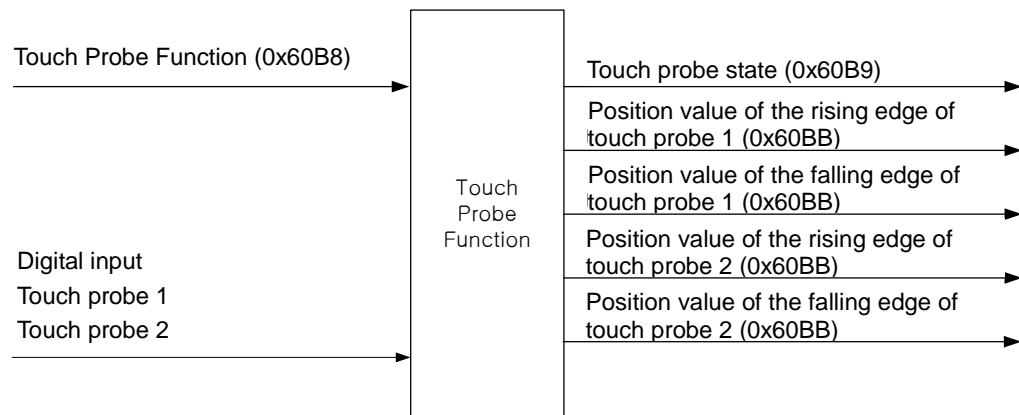 Touch Probe Function (0x60B8)
Digital input
Touch probe 1
Touch probe 2
Touch
Probe
Function
Touch probe state (0x60B9)
Position value of the rising edge of
touch probe 1 (0x60BB)
Position value of the falling edge of
touch probe 1 (0x60BB)
Position value of the rising edge of
touch probe 2 (0x60BB)
Position value of the falling edge of
touch probe 2 (0x60BB)